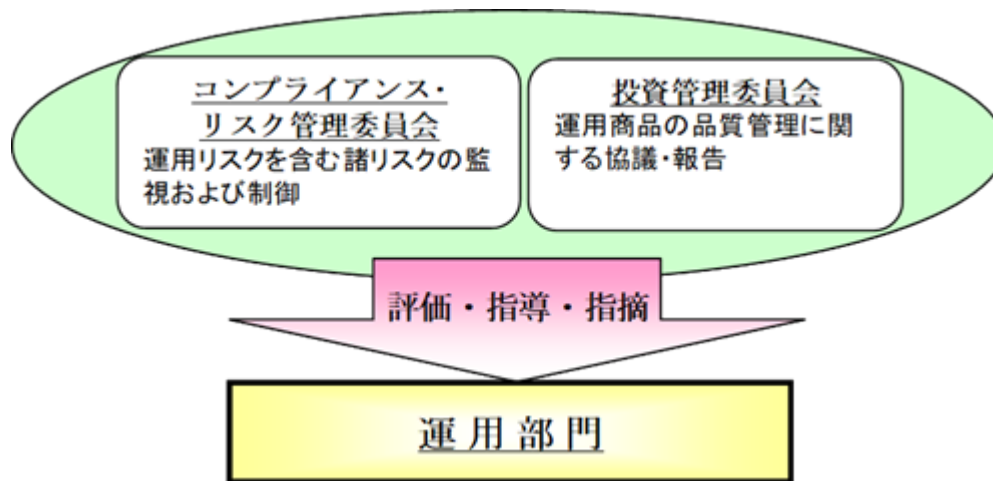 コンプライアンス・
リスク管理委員会
運用リスクを含む諸リスクの監
視および制御
投資管理委員会
運用商品の品質管理に関
する協議・報告
評価・指導・指摘
運用部門